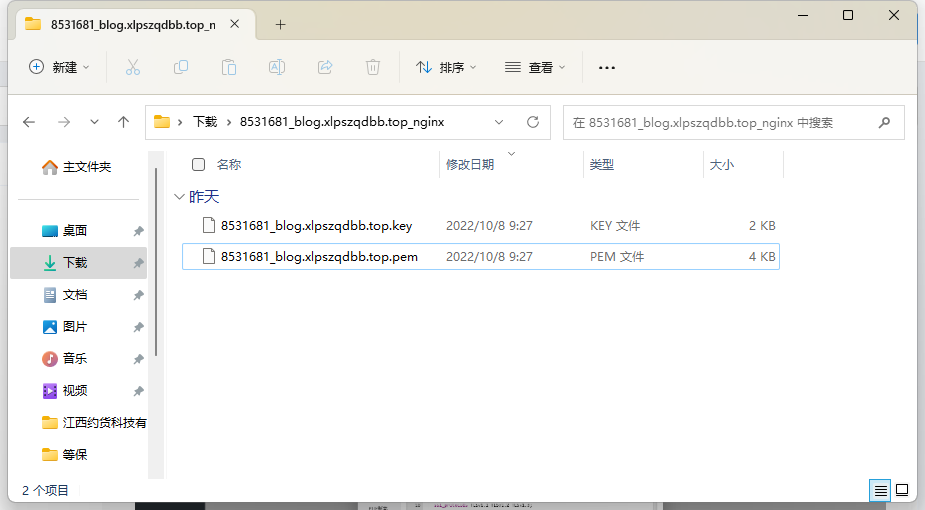 8531681_blog.xlpszqdbb.top_n
新建
排序
查看
下载 8531681_blog.xlpszqdbb.top_nginx
在 8531681_blog.xlpszqdbb.top_nginx 中搜索
主文件夹
桌面
下载
文档
图片
音乐
视频
江西约货科技有
等保
名称 修改日期 类型 大小
昨天
8531681_blog.xlpszqdbb.top.key 2022/10/8 9:27 KEY 文件 2 KB
8531681_blog.xlpszqdbb.top.pem 2022/10/8 9:27 PEM 文件 4 KB
2 个项目